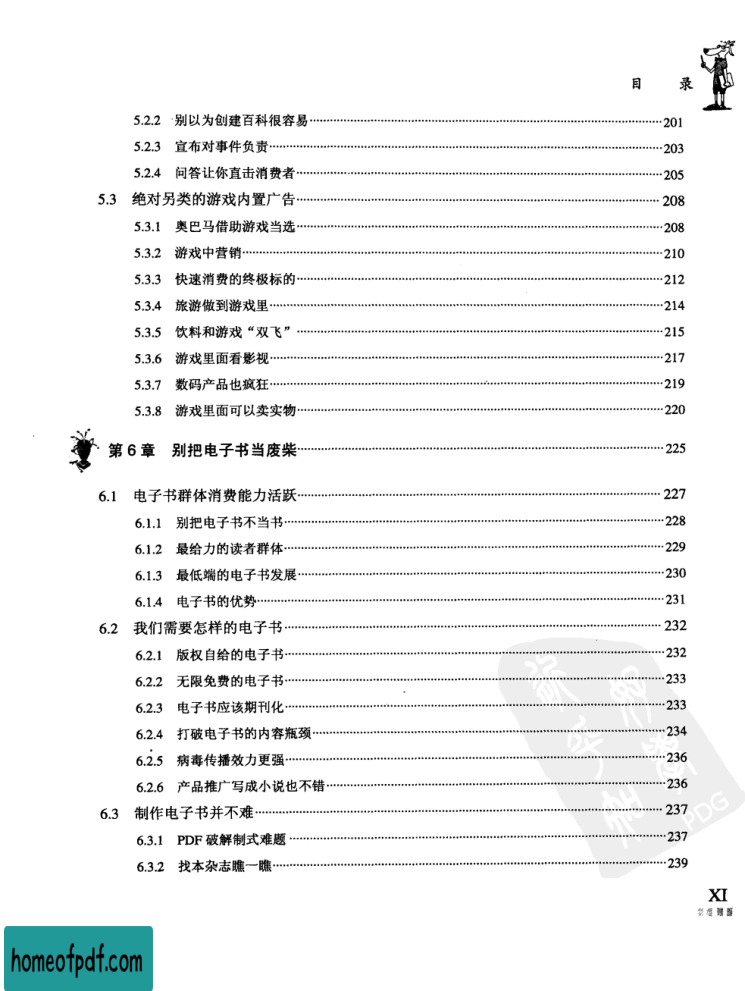 目 录
5.2.2 别以为创建百科很容易……201
5.2.3 宣布对事件负责……203
5.2.4 问答让你直击消费者……205
5.3 绝对另类的游戏内置广告……208
5.3.1 奥巴马借助游戏当选……208
5.3.2 游戏中营销……210
5.3.3 快速消费的终极标的……212
5.3.4 旅游做到游戏里……214
5.3.5 饮料和游戏“双飞”……215
5.3.6 游戏里面看影视……217
5.3.7 数码产品也疯狂……219
5.3.8 游戏里面可以卖实物……220
第 6 章 别把电子书当废柴……225
6.1 电子书群体消费能力活跃……227
6.1.1 别把电子书不当书……228
6.1.2 最给力的读者群体……229
6.1.3 最低端的电子书发展……230
6.1.4 电子书的优势……231
6.2 我们需要怎样的电子书……232
6.2.1 版权自给的电子书……232
6.2.2 无限免费的电子书……233
6.2.3 电子书应该期刊化……233
6.2.4 打破电子书的内容瓶颈……234
6.2.5 病毒传播效力更强……236
6.2.6 产品推广写成小说也不错……236
6.3 制作电子书并不难……237
6.3.1 PDF 破解制式难题……237
6.3.2 找本杂志瞧一瞧……239
PDG
XI
homeofpdf.com